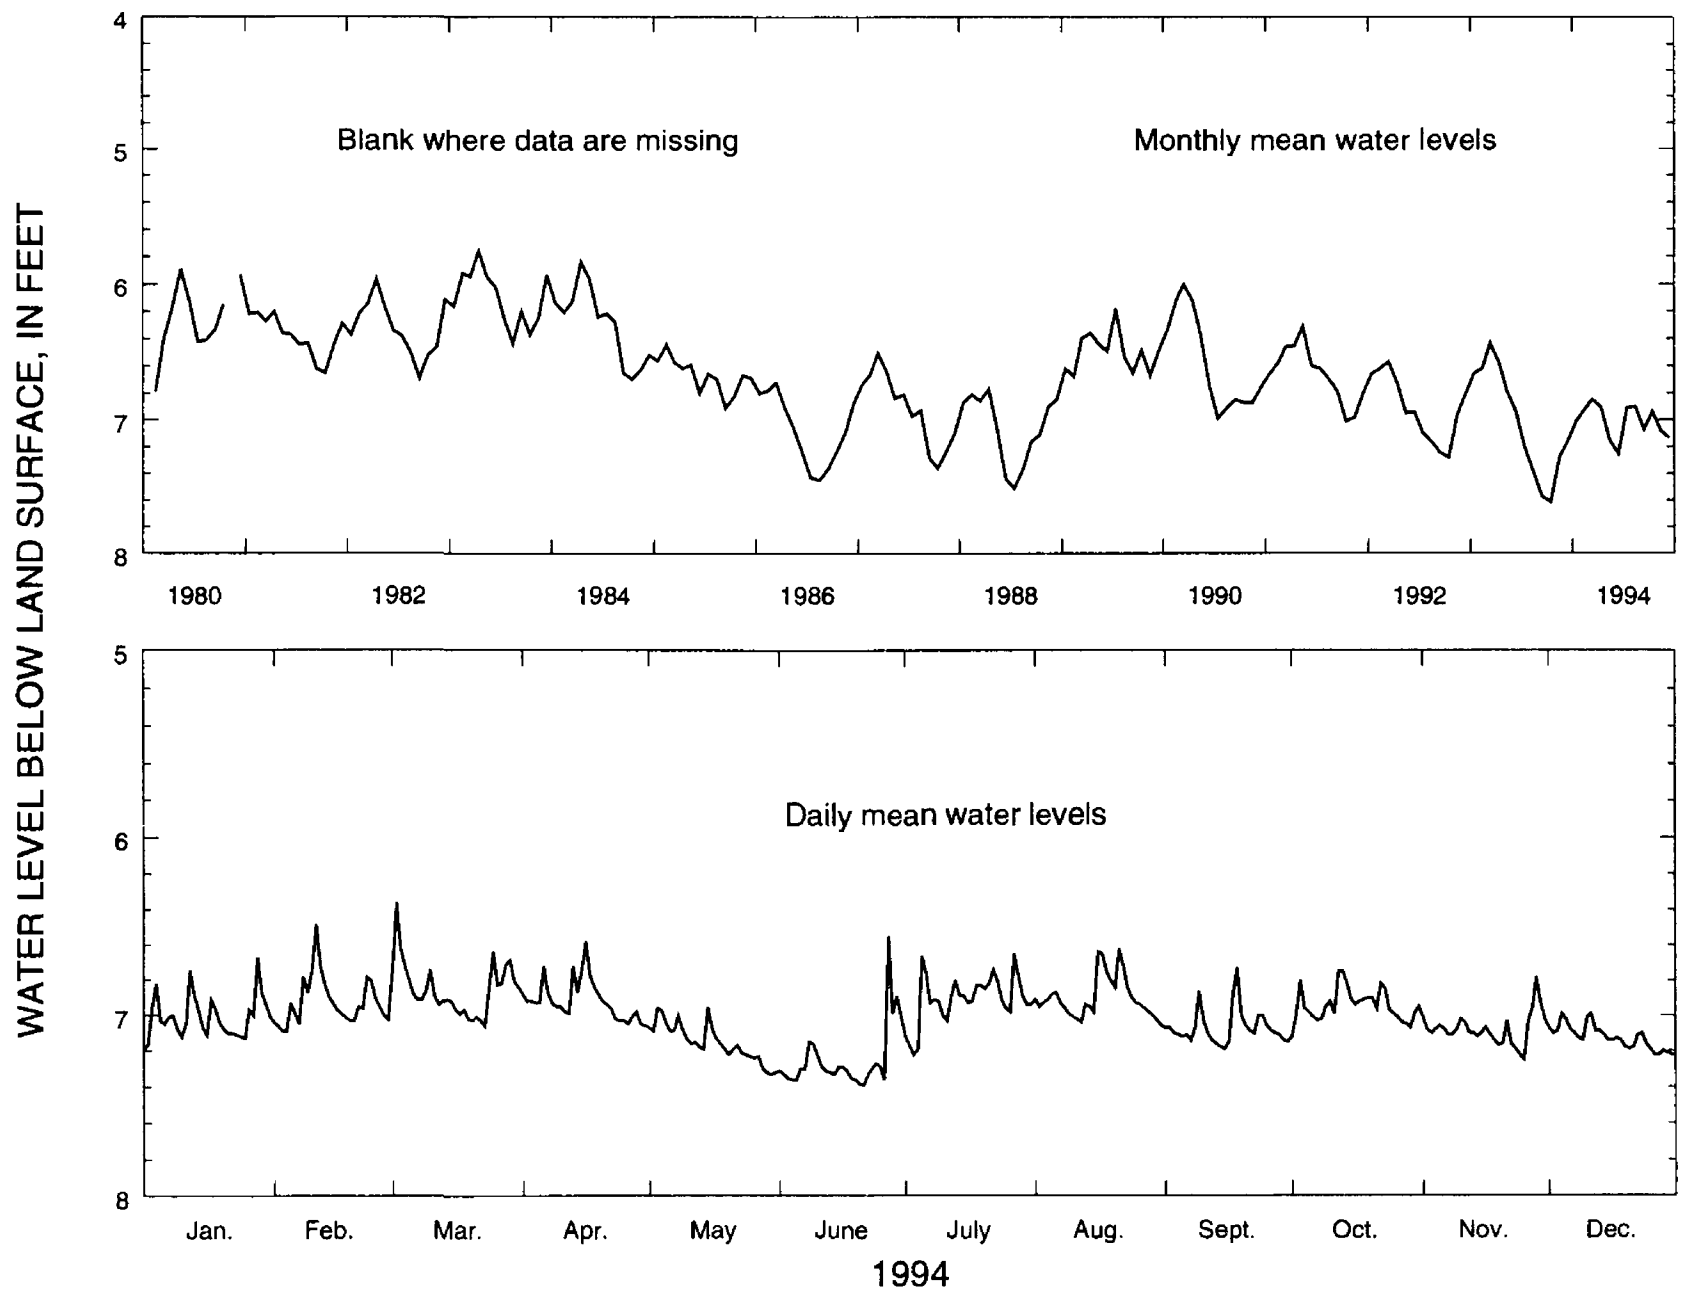 WATER LEVEL BELOW LAND SURFACE, IN FEET
4
Blank where data are missing
Monthly mean water levels
5
6
7
8
1980 1982 1984 1986 1988 1990 1992 1994
5
Daily mean water levels
6
7
8
Jan. Feb. Mar. Apr. May June July Aug. Sept. Oct. Nov. Dec.
1994